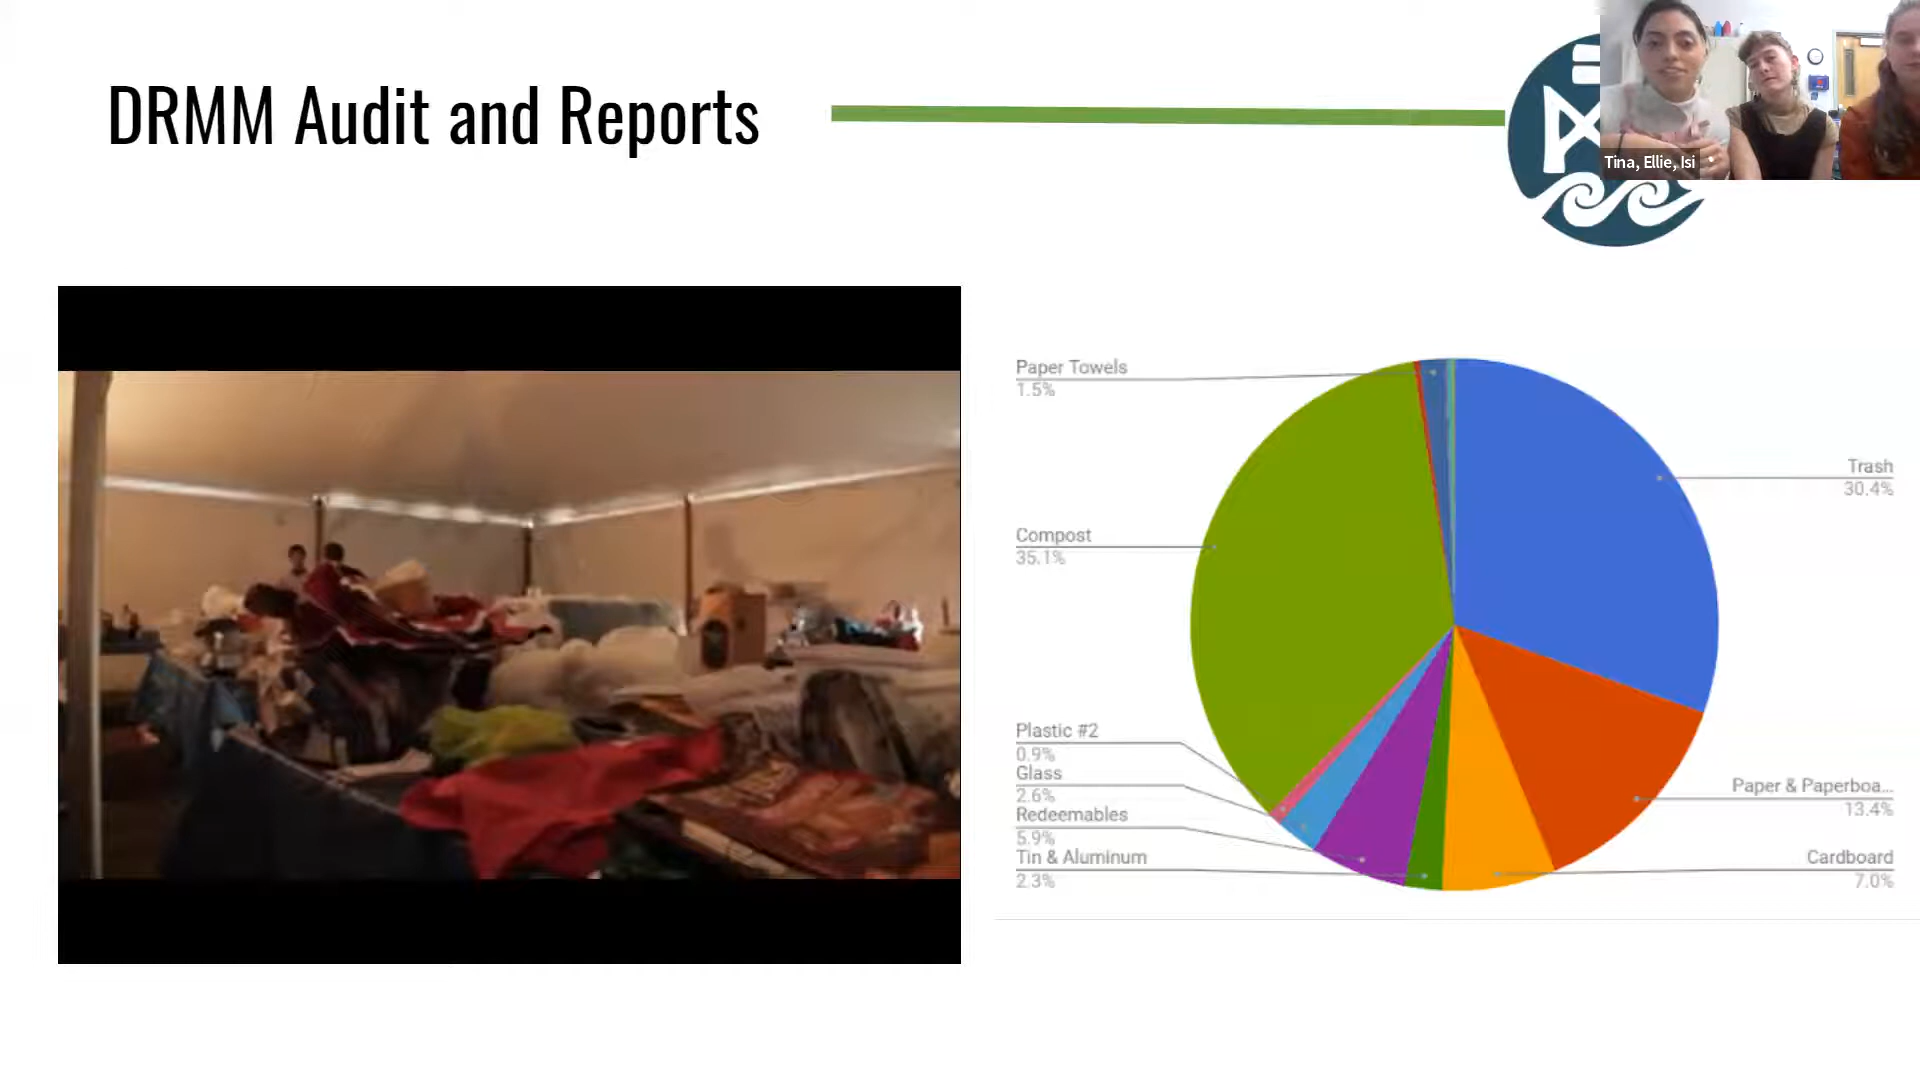 DRMM Audit and Reports
Tina, Ellie, Isi
Paper Towels
1.5%
Compost
35.1%
Plastic #2
0.9%
Glass
2.6%
Redeemables
5.9%
Tin & Aluminum
2.3%
Trash
30.4%
Paper & Paperboa...
13.4%
Cardboard
7.0%